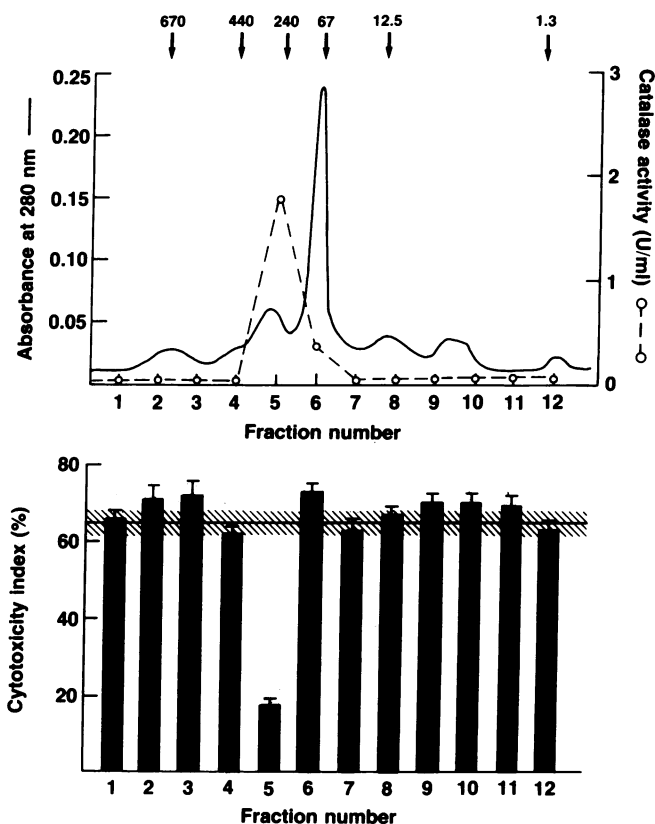 670 440 240 67 12.5 1.3
0.25
0.20
0.15
0.10
0.05
Absorbance at 280 nm
3
2
1
0
Catalase activity (U/ml)
1 2 3 4 5 6 7 8 9 10 11 12
Fraction number
80
60
40
20
Cytotoxicity index (%)
1 2 3 4 5 6 7 8 9 10 11 12
Fraction number